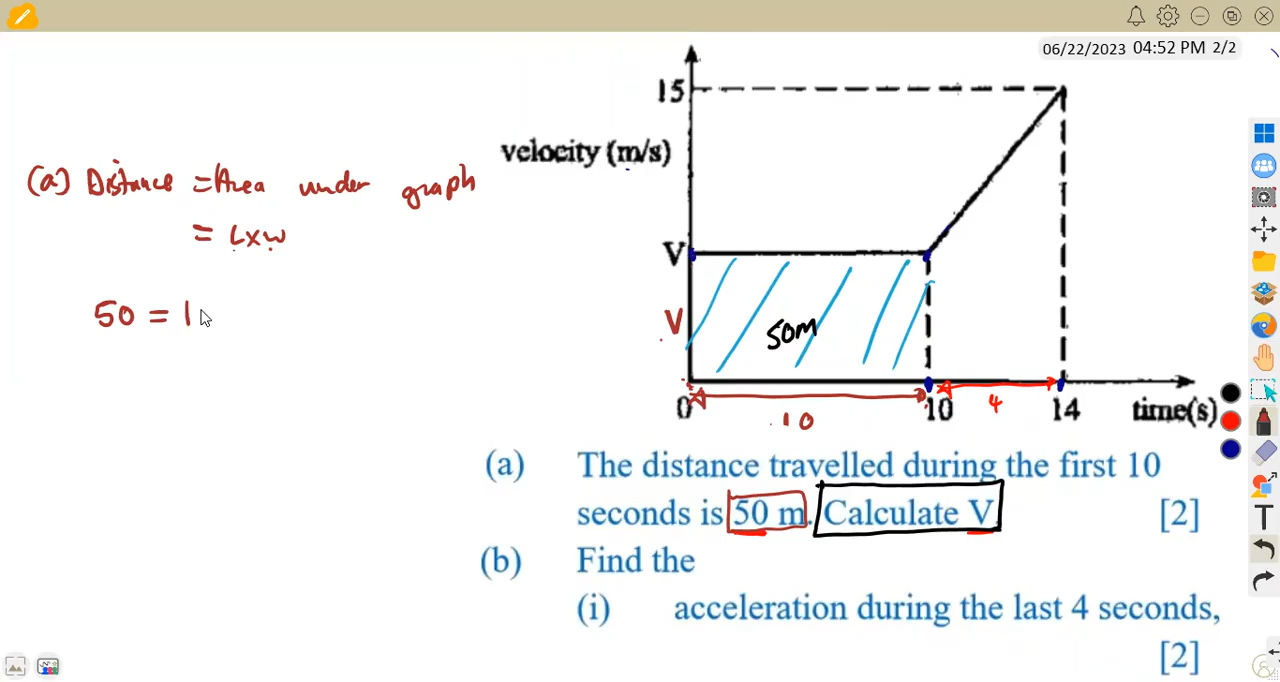 06/22/2023 04:52 PM 2/2
15
velocity (m/s)
(a) Distance = Area under graph
= L x W
V
50 = 1
V
50M
0
10
14
time(s)
10
4
(a) The distance travelled during the first 10
seconds is 50 m. Calculate V [2]
(b) Find the
(i) acceleration during the last 4 seconds,
[2]
T